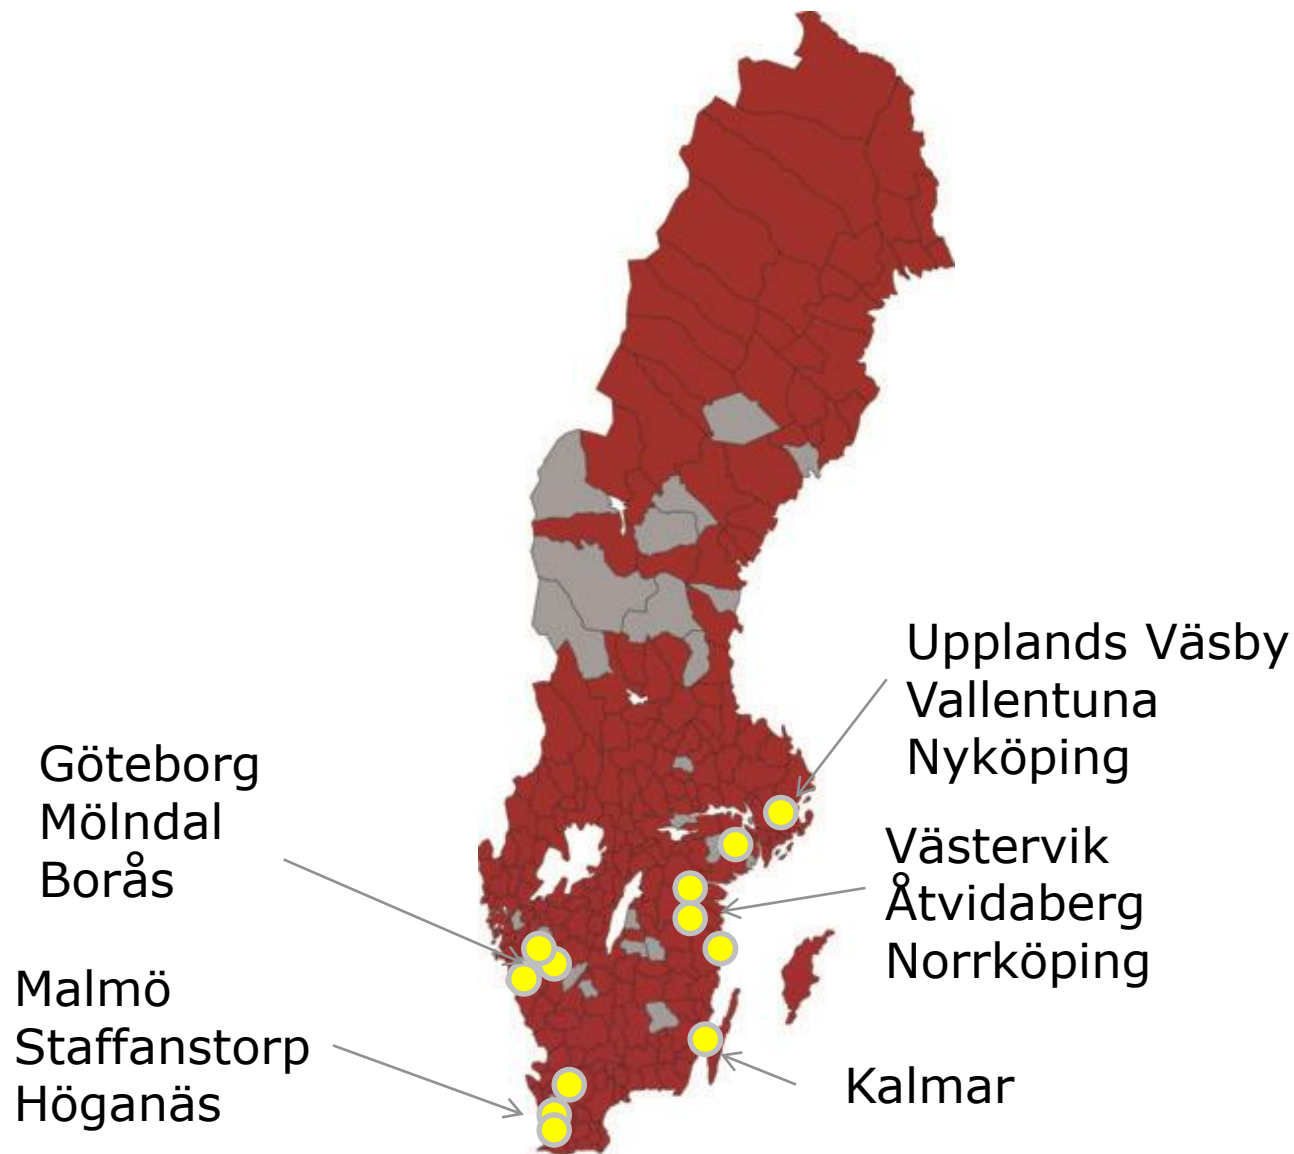 Upplands Väsby
Vallentuna
Nyköping
Göteborg
Mölndal
Borås
Västervik
Åtvidaberg
Norrköping
Malmö
Staffanstorp
Höganäs
Kalmar